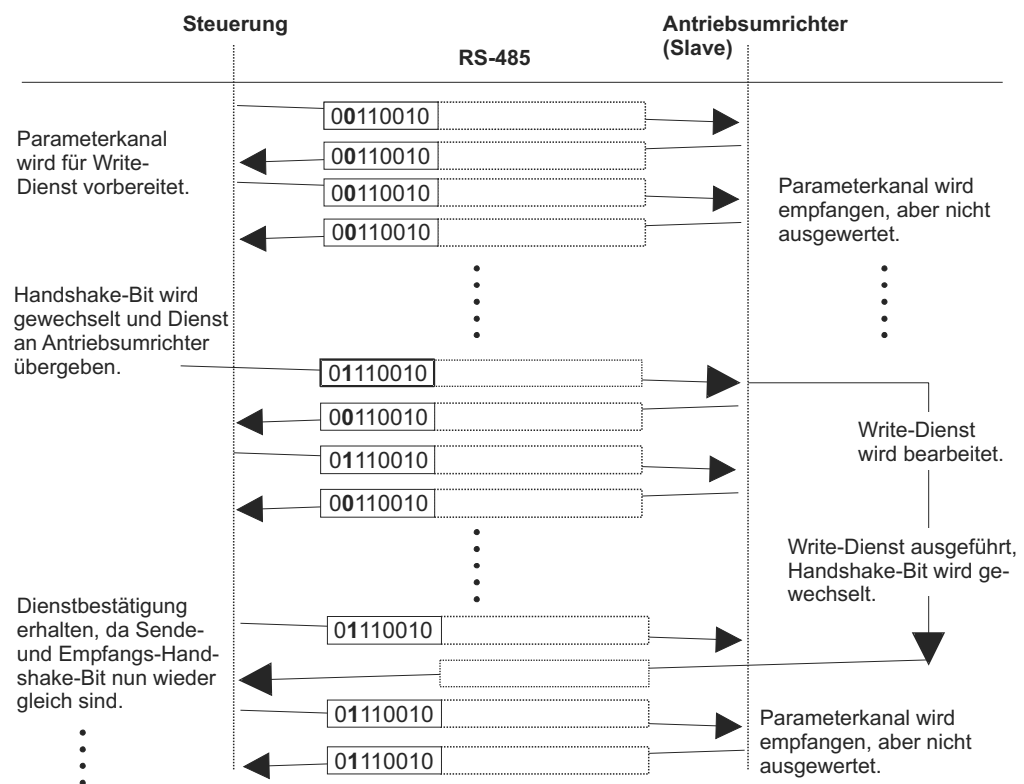 Steuerung
Antriebsumrichter
(Slave)
RS-485
00110010
Parameterkanal
wird für Write-
Dienst vorbereitet.
00110010
00110010
00110010
Parameterkanal wird
empfangen, aber nicht
ausgewertet.
Handshake-Bit wird
gewechselt und Dienst
an Antriebsumrichter
übergeben.
01110010
00110010
01110010
00110010
Write-Dienst
wird bearbeitet.
Write-Dienst ausgeführt,
Handshake-Bit wird ge-
wechselt.
Dienstbestätigung
erhalten, da Sende-
und Empfangs-Hand-
shake-Bit nun wieder
gleich sind.
01110010
01110010
01110010
Parameterkanal wird
empfangen, aber nicht
ausgewertet.